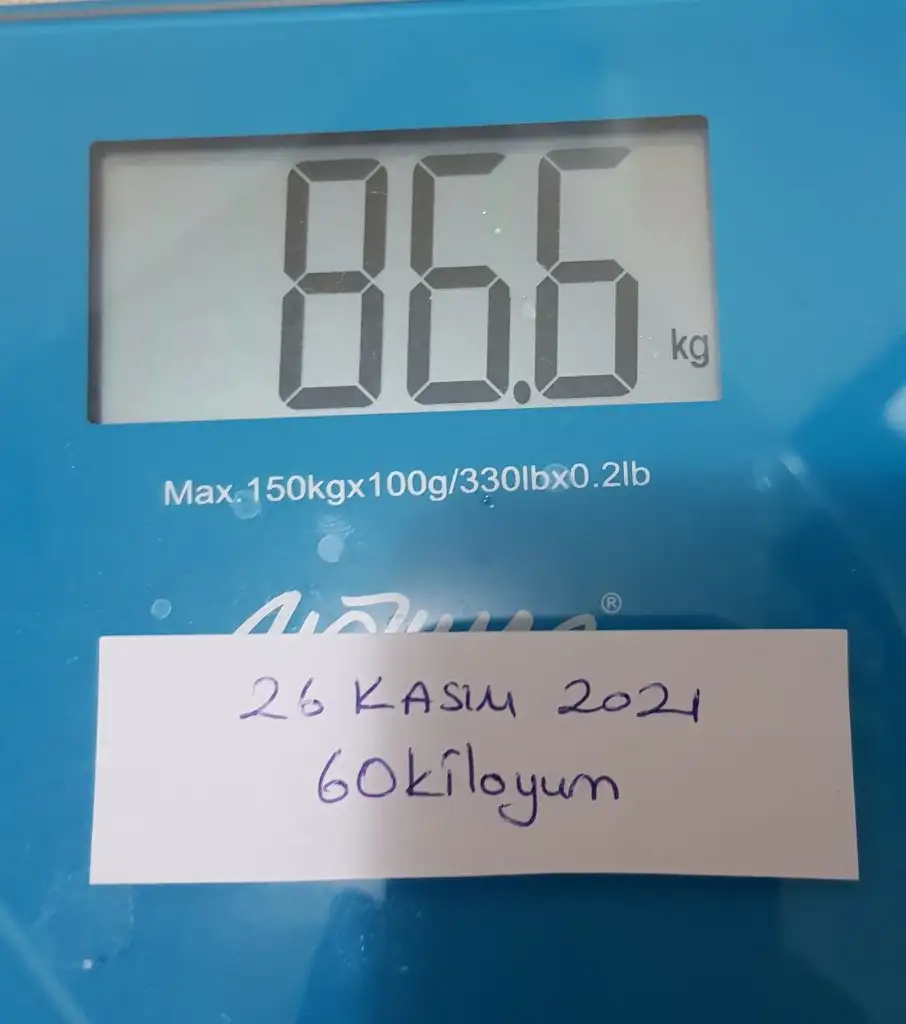 86.6 kg
Max.150kgx100g/330lbx0.2lb
®
26 KASIM 2021
60kiloyum